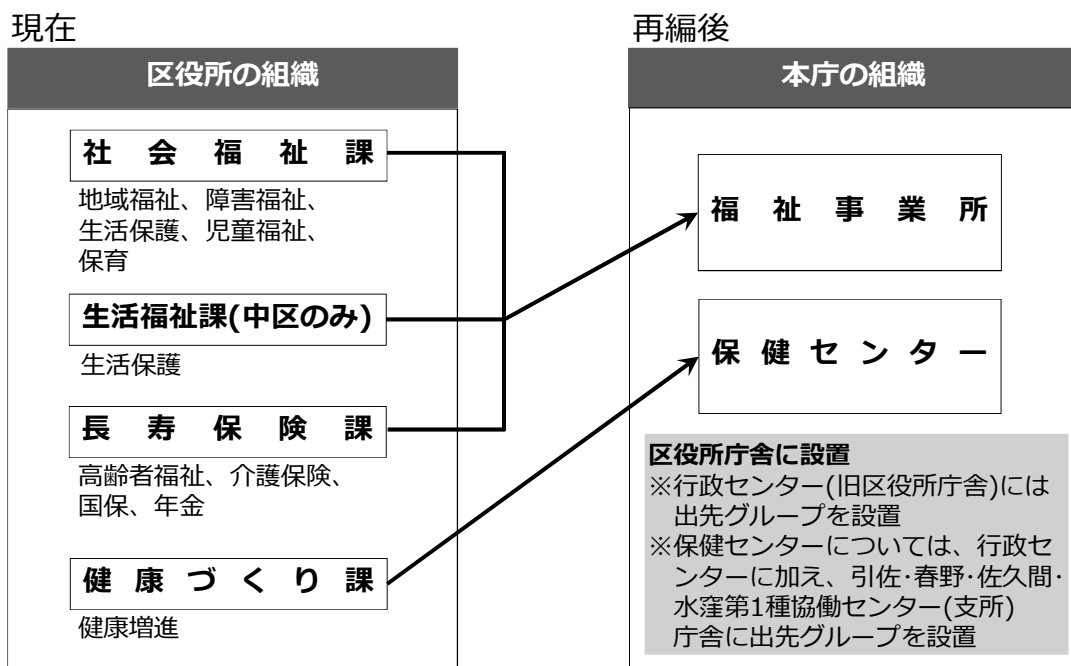 現在
区役所の組織
社会福祉課
地域福祉、障害福祉、
生活保護、児童福祉、
保育
生活福祉課(中区のみ)
生活保護
長寿保険課
高齢者福祉、介護保険、
国保、年金
健康づくり課
健康増進
再編後
本庁の組織
福祉事業所
保健センター
区役所庁舎に設置
※行政センター(旧区役所庁舎)には
出先グループを設置
※保健センターについては、行政セ
ンターに加え、引佐・春野・佐久間・
水窪第1種協働センター(支所)
庁舎に出先グループを設置